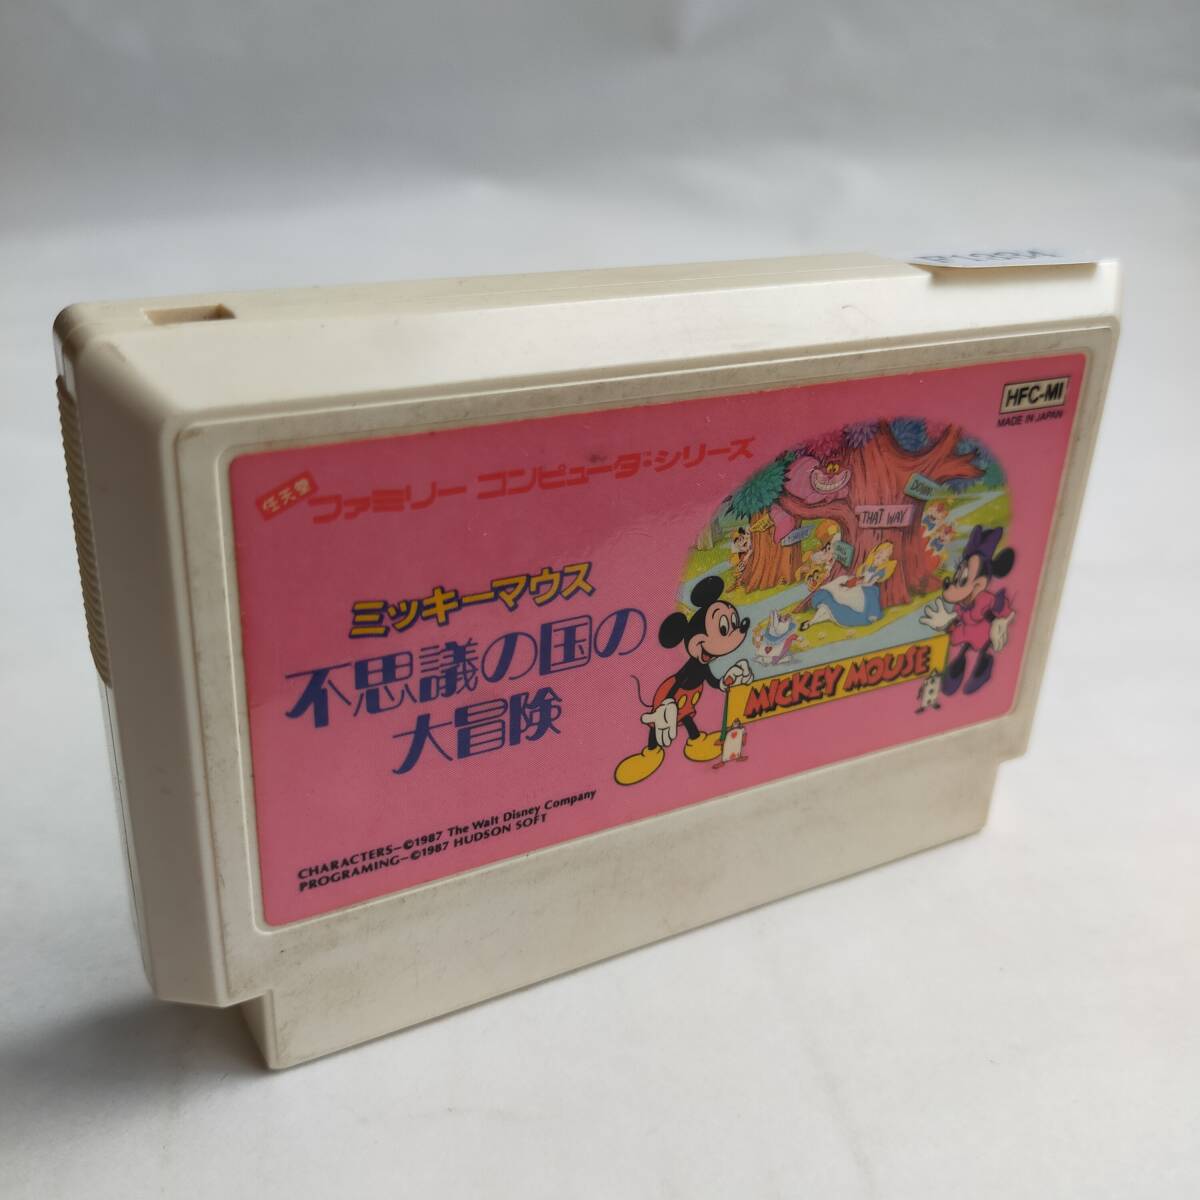 HFC-MI
MADE IN JAPAN
任天堂
ファミリー コンピュータ・シリーズ
DOWN
THAT WAY
ミッキーマウス
不思議の国の
大冒険
MICKEY MOUSE
CHARACTERS–©1987 The Walt Disney Company
PROGRAMING–©1987 HUDSON SOFT